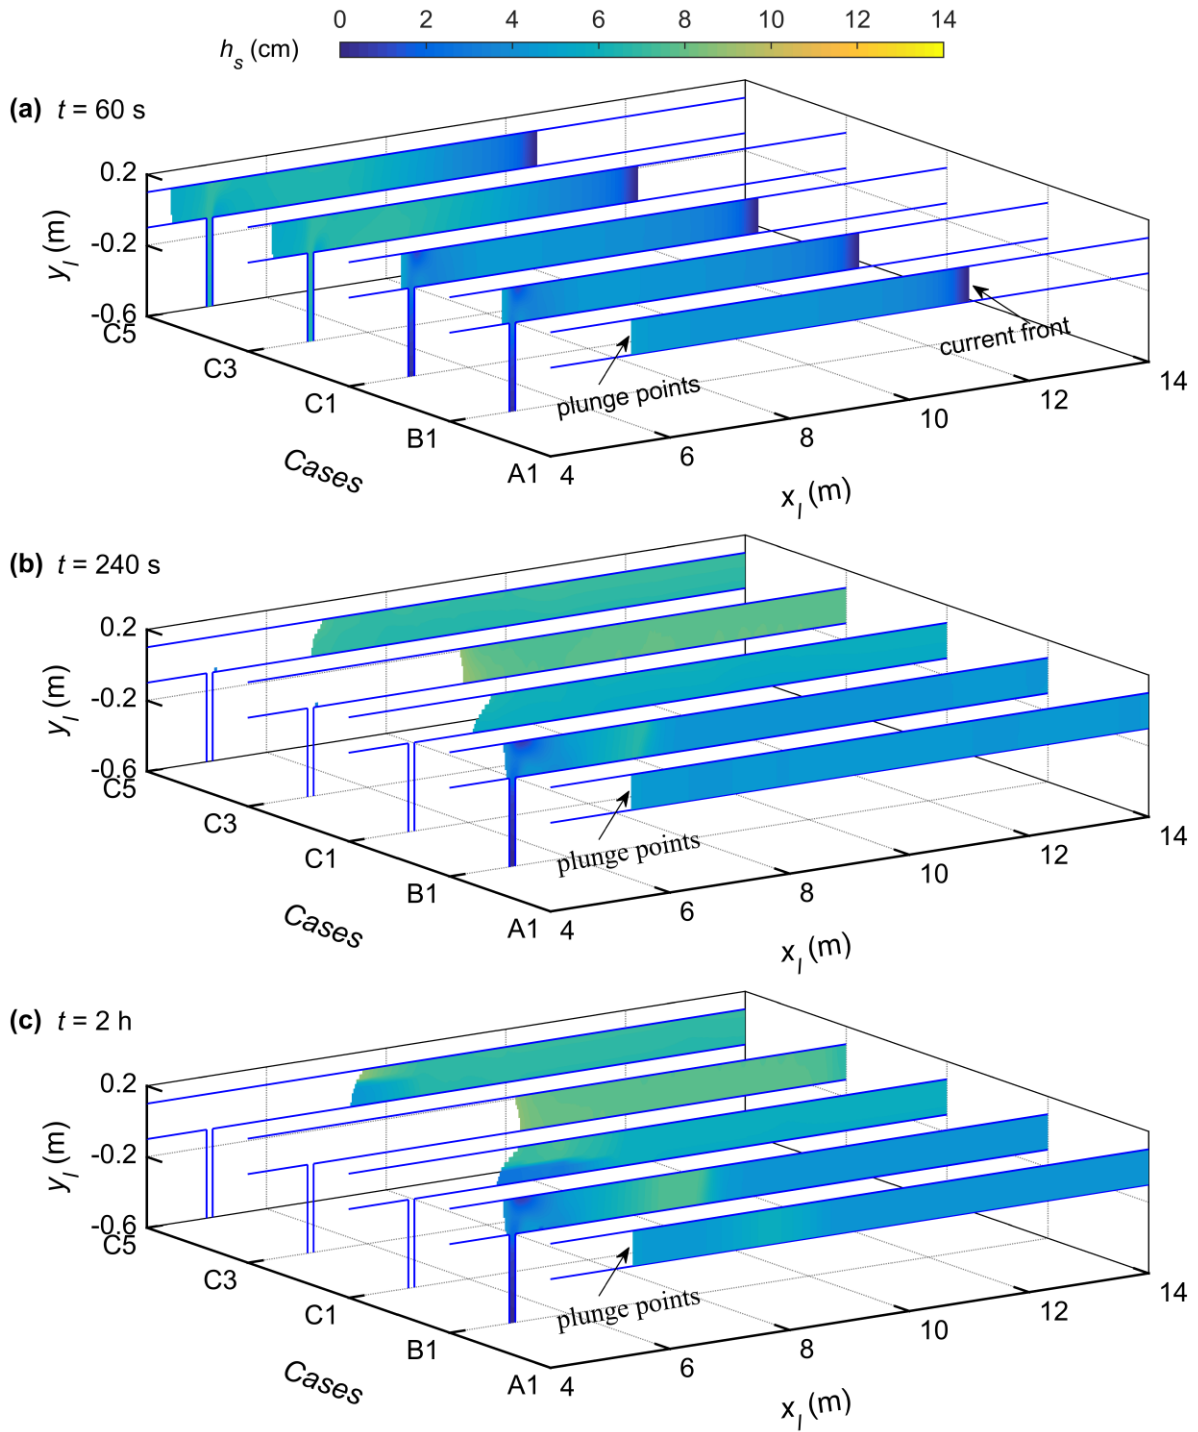 0 2 4 6 8 10 12 14
h_s (cm)
(a) t = 60 s
0.2
-0.2
-0.6
y_l (m)
C5
C3
C1
B1
A1
Cases
4 6 8 10 12 14
x_l (m)
plunge points
current front
(b) t = 240 s
0.2
-0.2
-0.6
y_l (m)
C5
C3
C1
B1
A1
Cases
4 6 8 10 12 14
x_l (m)
plunge points
(c) t = 2 h
0.2
-0.2
-0.6
y_l (m)
C5
C3
C1
B1
A1
Cases
4 6 8 10 12 14
x_l (m)
plunge points